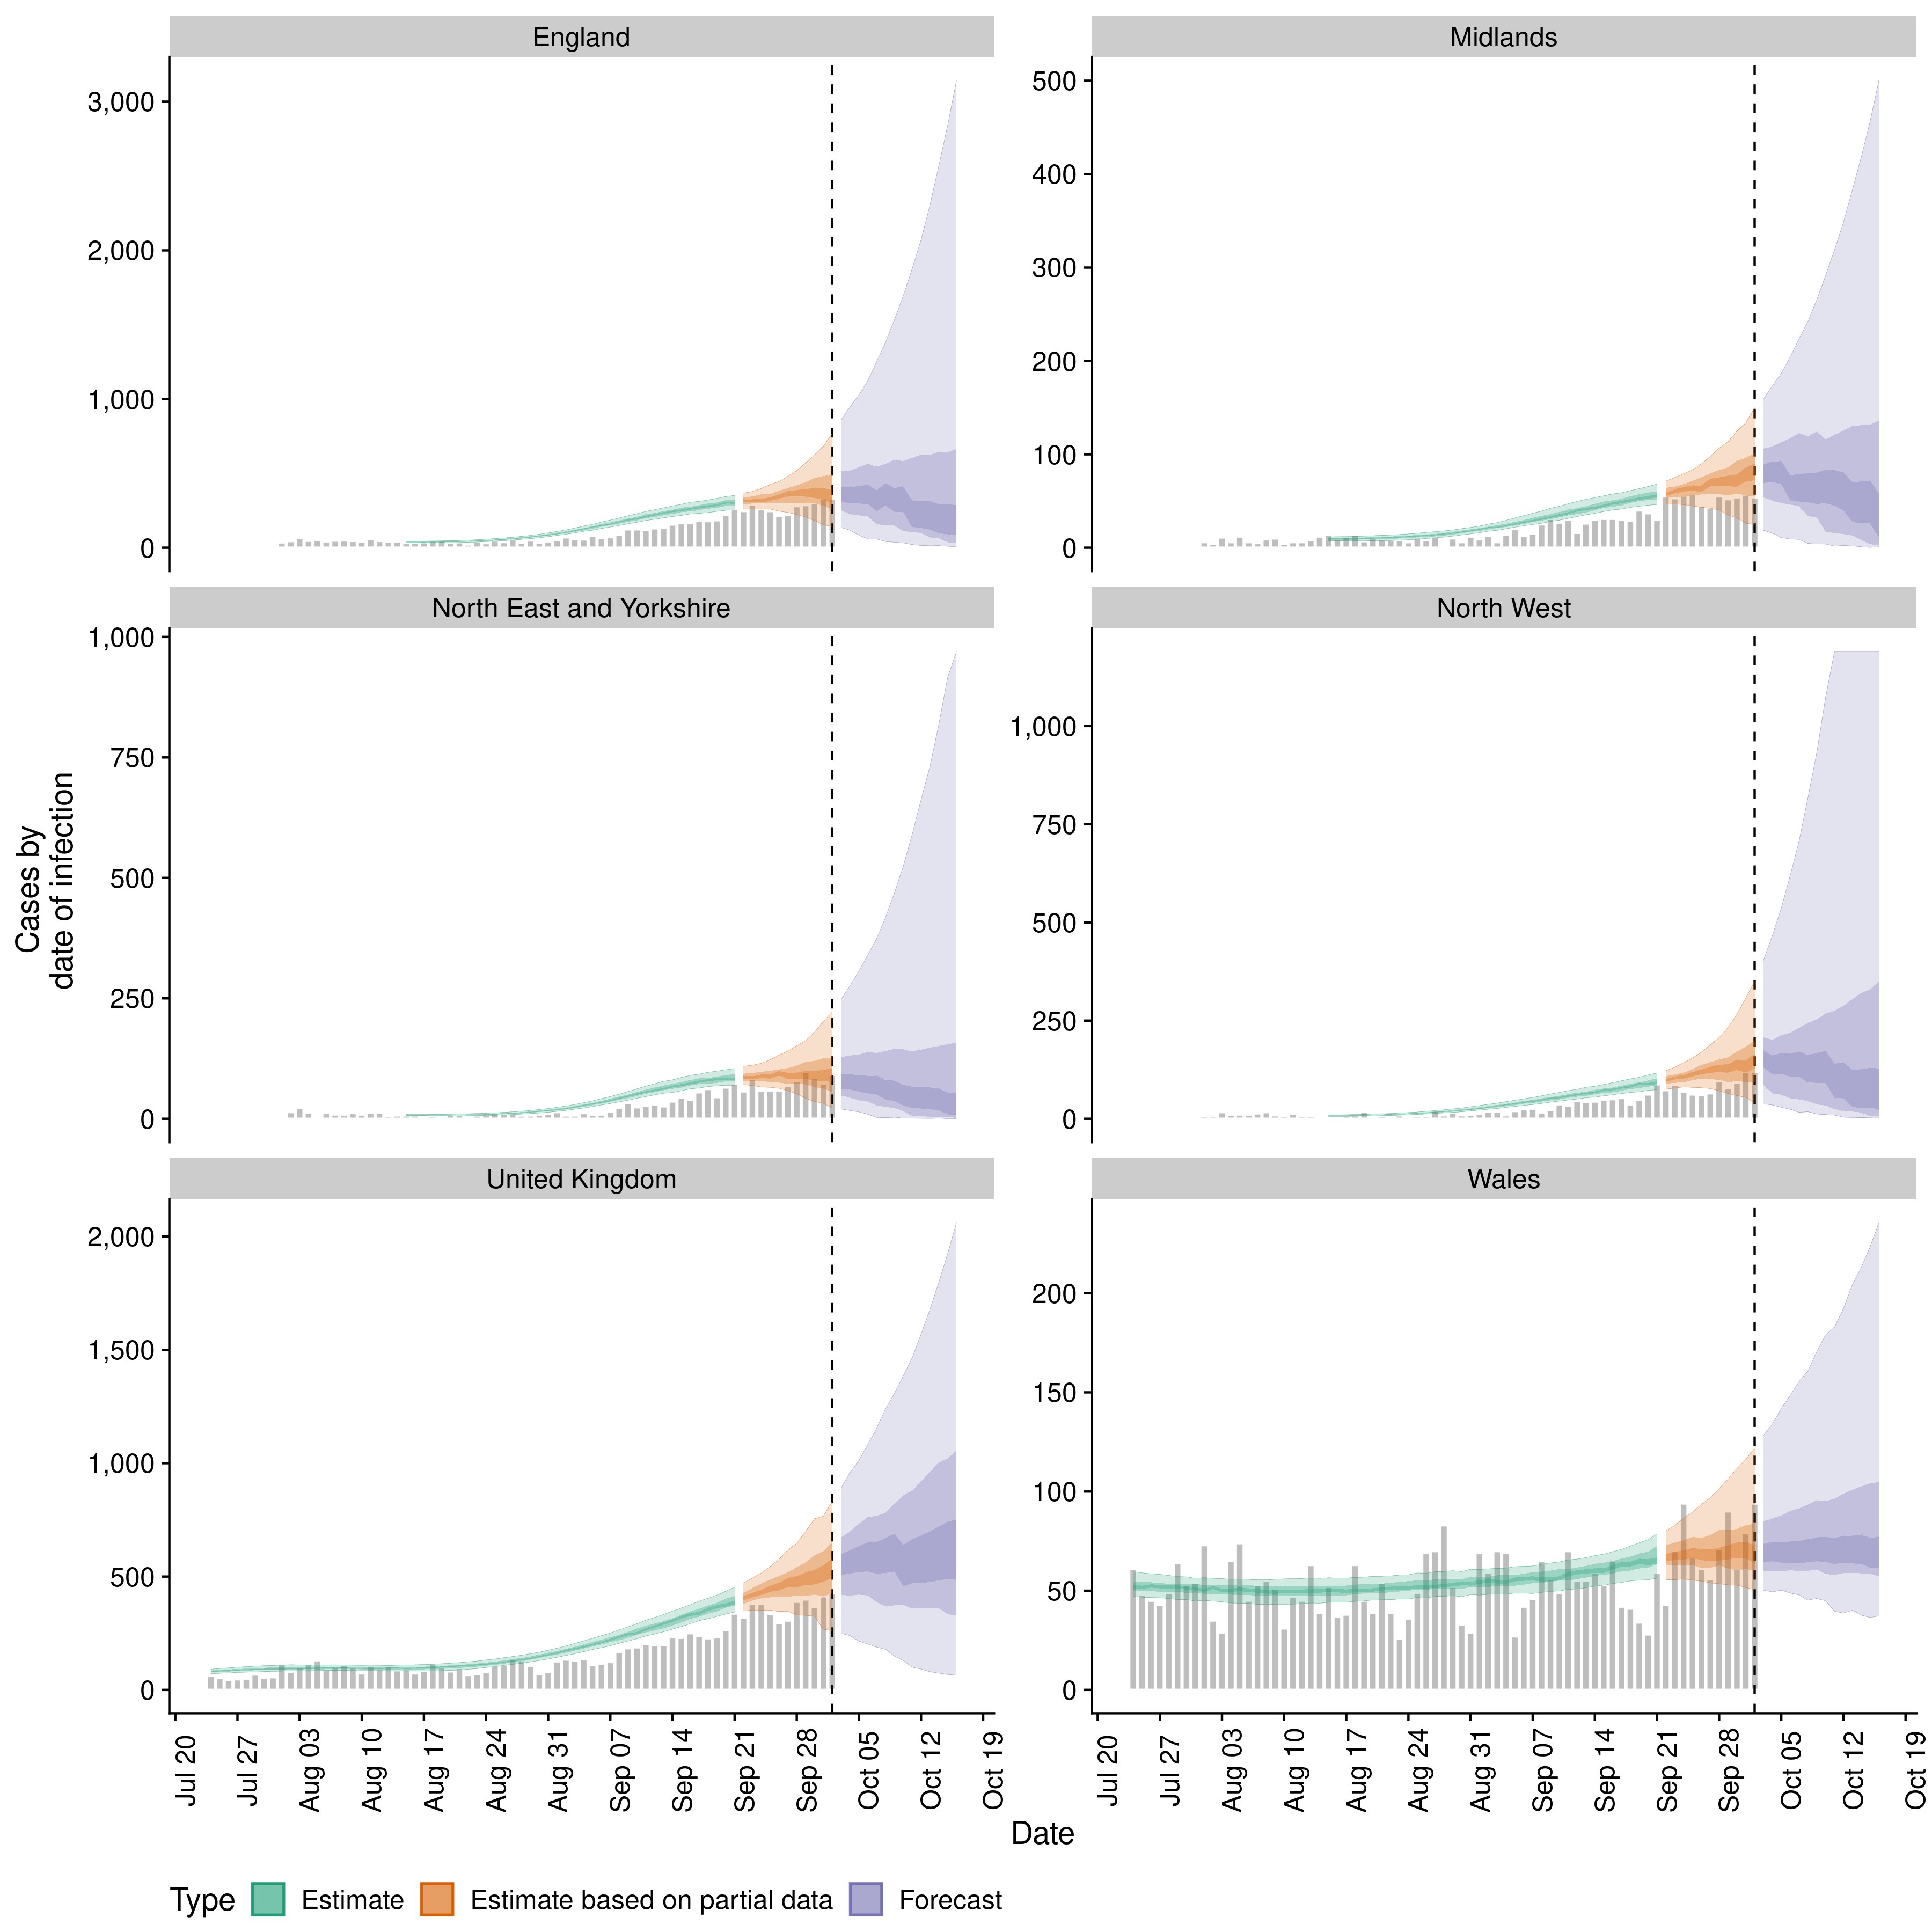 England
Midlands
3,000
2,000
1,000
0
500
400
300
200
100
0
North East and Yorkshire
North West
1,000
750
500
250
0
1,000
750
500
250
0
Cases by
date of infection
United Kingdom
Wales
2,000
1,500
1,000
500
0
200
150
100
50
0
Jul 20
Jul 27
Aug 03
Aug 10
Aug 17
Aug 24
Aug 31
Sep 07
Sep 14
Sep 21
Sep 28
Oct 05
Oct 12
Oct 19
Jul 20
Jul 27
Aug 03
Aug 10
Aug 17
Aug 24
Aug 31
Sep 07
Sep 14
Sep 21
Sep 28
Oct 05
Oct 12
Oct 19
Date
Type Estimate Estimate based on partial data Forecast